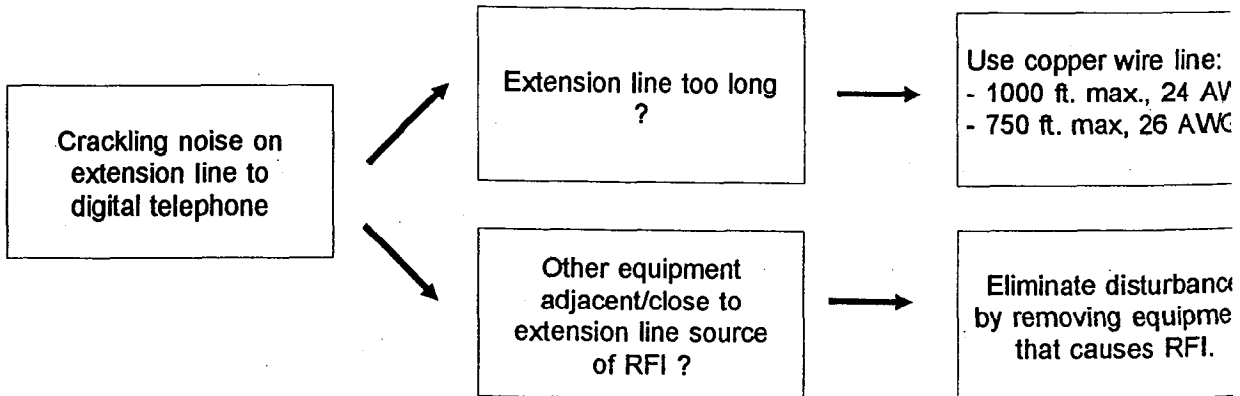 Crackling noise on
extension line to
digital telephone
Extension line too long
?
Use copper wire line:
- 1000 ft. max., 24
- 750 ft. max, 26
Other equipment
adjacent/close to
extension line source
of RFI ?
Eliminate
by removing
that causes RFI.